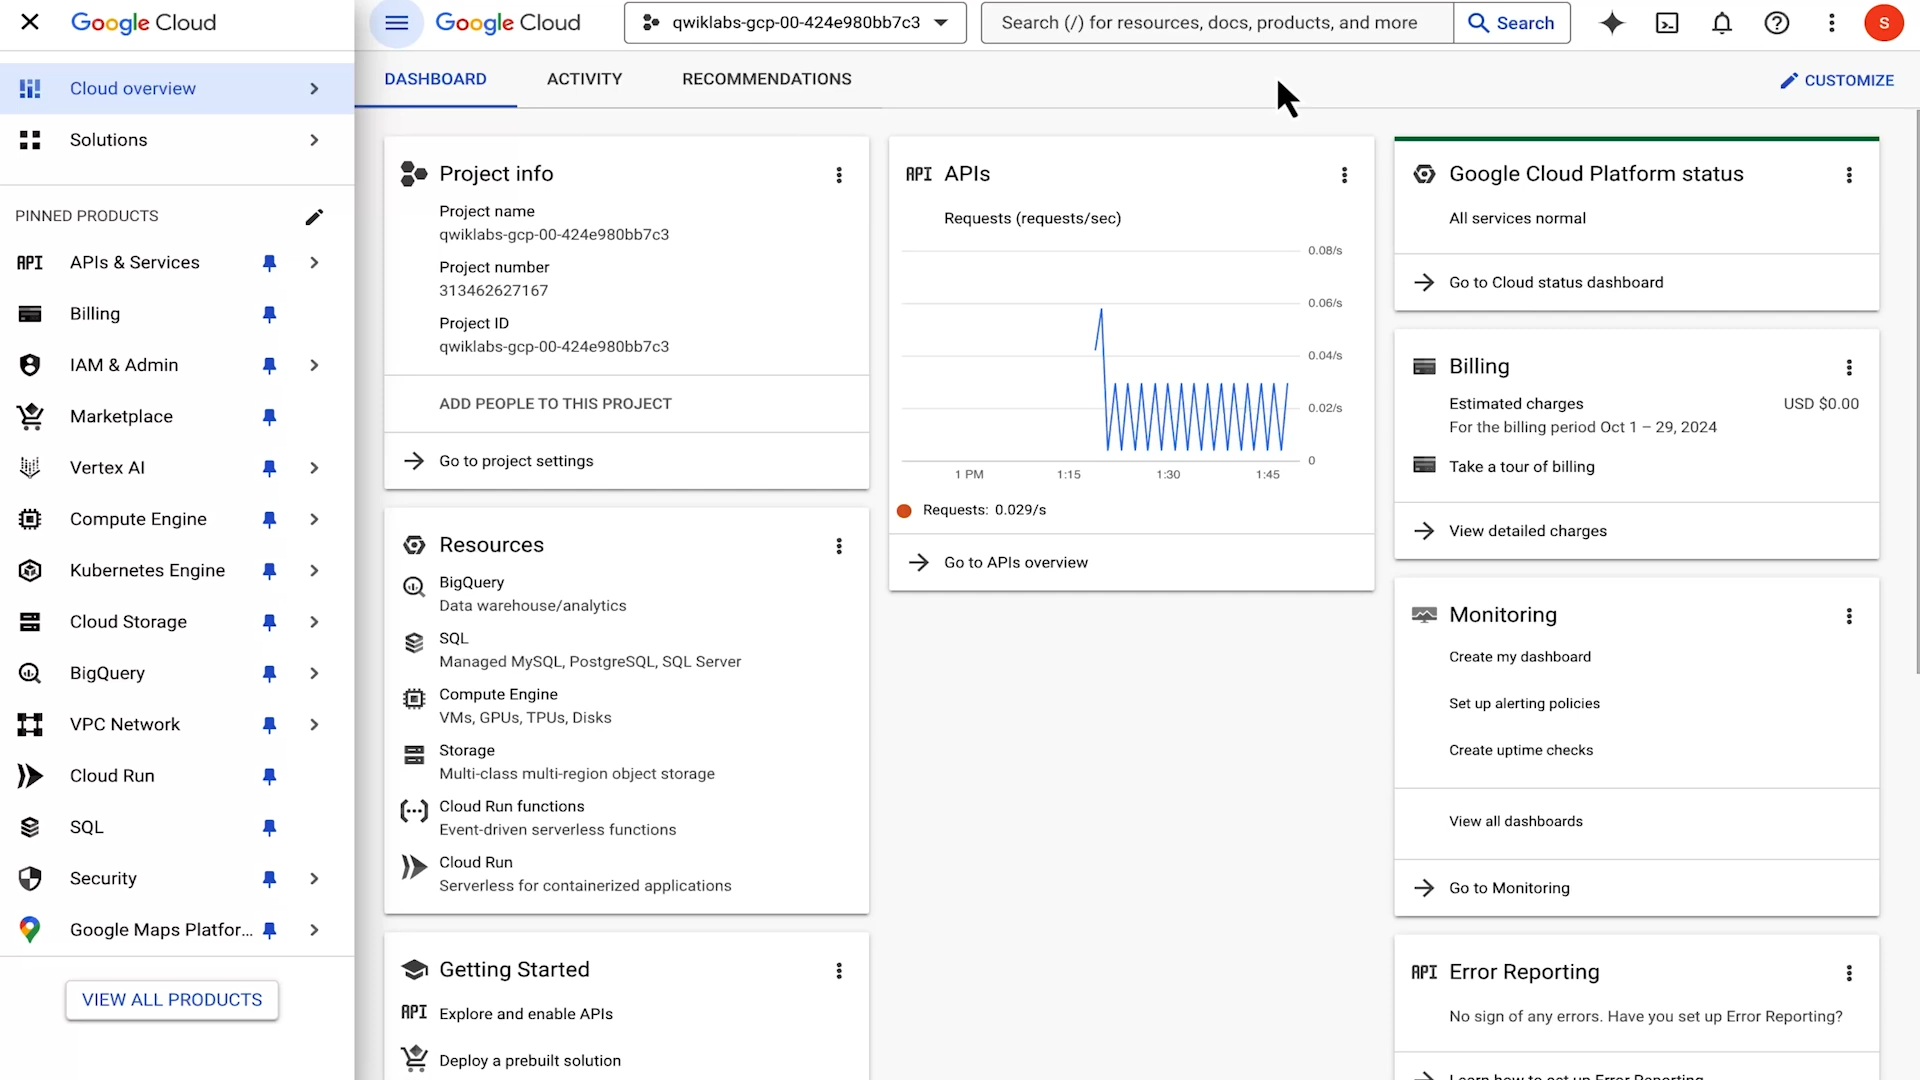 Google Cloud
Cloud overview
Solutions
PINNED PRODUCTS
API APIs & Services
Billing
IAM & Admin
Marketplace
Vertex AI
Compute Engine
Kubernetes Engine
Cloud Storage
BigQuery
VPC Network
Cloud Run
SQL
Security
Google Maps Platfor...
VIEW ALL PRODUCTS
Google Cloud
qwiklabs-gcp-00-424e980bb7c3
Search (/) for resources, docs, products, and more
Search
S
DASHBOARD
ACTIVITY
RECOMMENDATIONS
CUSTOMIZE
Project info
Project name
qwiklabs-gcp-00-424e980bb7c3
Project number
313462627167
Project ID
qwiklabs-gcp-00-424e980bb7c3
ADD PEOPLE TO THIS PROJECT
Go to project settings
Resources
BigQuery
Data warehouse/analytics
SQL
Managed MySQL, PostgreSQL, SQL Server
Compute Engine
VMs, GPUs, TPUs, Disks
Storage
Multi-class multi-region object storage
Cloud Run functions
Event-driven serverless functions
Cloud Run
Serverless for containerized applications
Getting Started
API Explore and enable APIs
Deploy a prebuilt solution
API APIs
Requests (requests/sec)
0.08/s
0.06/s
0.04/s
0.02/s
0
1 PM 1:15 1:30 1:45
Requests: 0.029/s
Go to APIs overview
Google Cloud Platform status
All services normal
Go to Cloud status dashboard
Billing
Estimated charges USD $0.00
For the billing period Oct 1 – 29, 2024
Take a tour of billing
View detailed charges
Monitoring
Create my dashboard
Set up alerting policies
Create uptime checks
View all dashboards
Go to Monitoring
API Error Reporting
No sign of any errors. Have you set up Error Reporting?
Learn how to set up Error Reporting